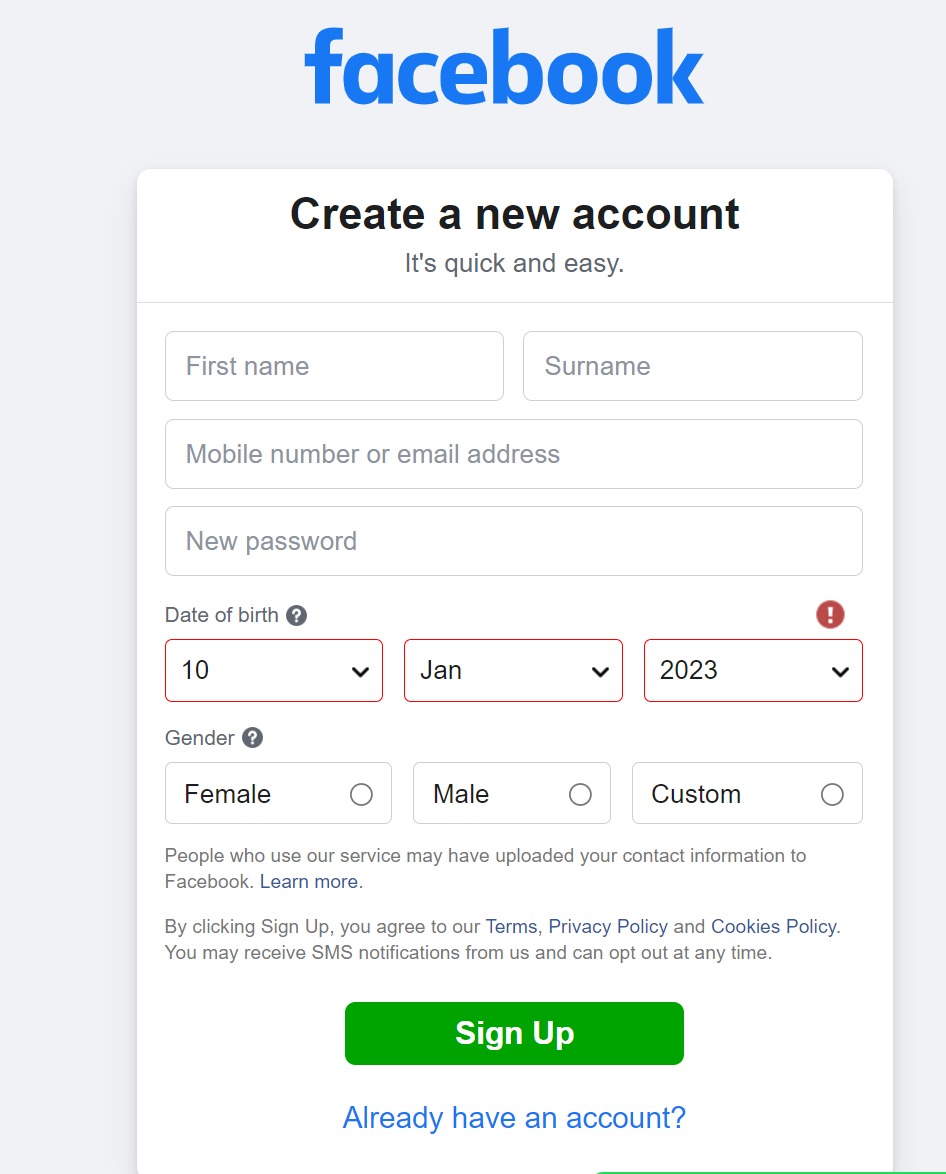 facebook
Create a new account
It's quick and easy.
First name Surname
Mobile number or email address
New password
Date of birth ?
10 Jan 2023
Gender ?
Female Male Custom
People who use our service may have uploaded your contact information to
Facebook. Learn more.
By clicking Sign Up, you agree to our Terms, Privacy Policy and Cookies Policy.
You may receive SMS notifications from us and can opt out at any time.
Sign Up
Already have an account?